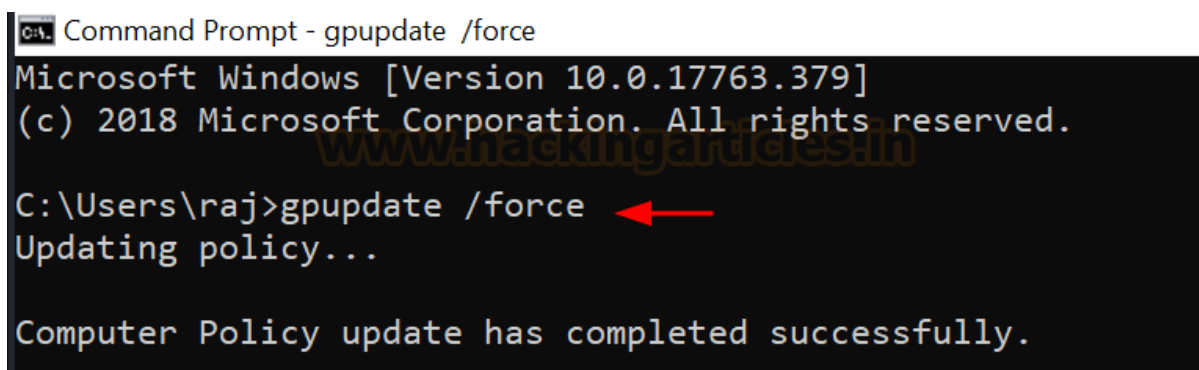 Command Prompt - gpupdate /force
Microsoft Windows [Version 10.0.17763.379]
(c) 2018 Microsoft Corporation. All rights reserved.
www.hackingarticles.in
C:\Users\raj>gpupdate /force
Updating policy...
Computer Policy update has completed successfully.